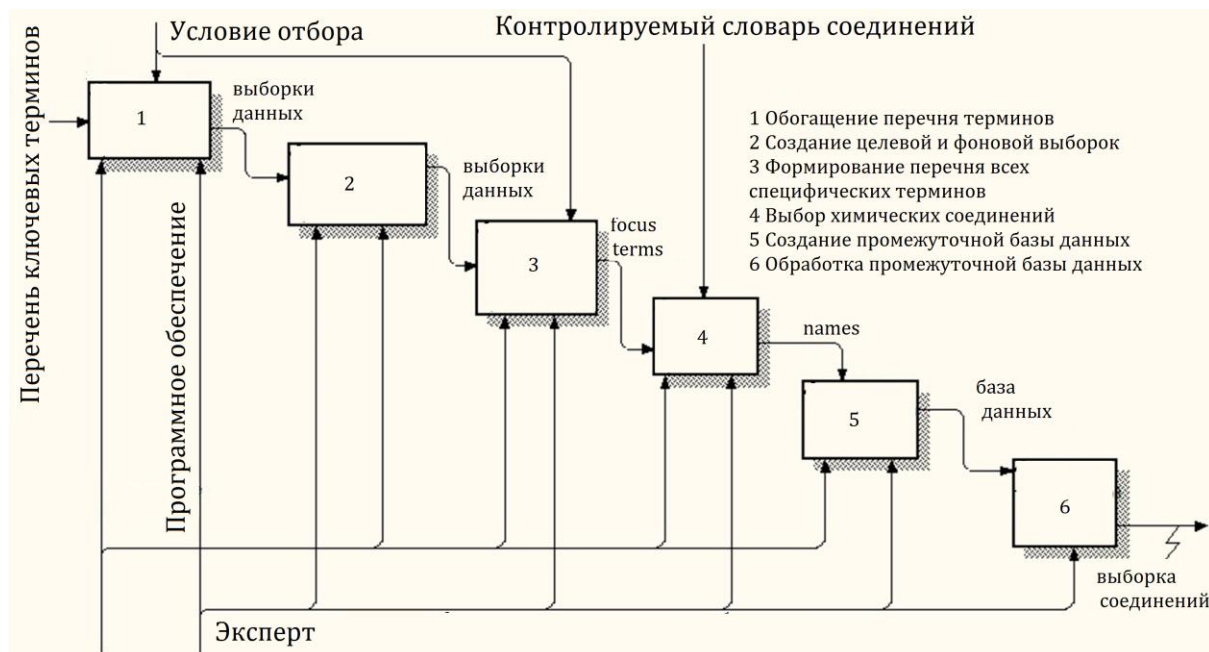 Условие отбора
Контролируемый словарь соединений
Перечень ключевых терминов
Программное обеспечение
1
выборки
данных
2
выборки
данных
3
focus
terms
4
names
5
база
данных
6
выборка
соединений
Эксперт
1 Обогащение перечня терминов
2 Создание целевой и фоновой выборок
3 Формирование перечня всех
специфических терминов
4 Выбор химических соединений
5 Создание промежуточной базы данных
6 Обработка промежуточной базы данных